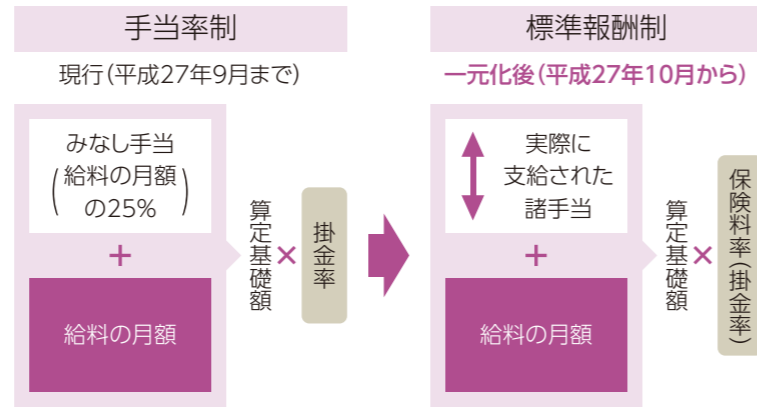 手当率制
現行(平成27年9月まで)
みなし手当
(給料の月額
の25%)
+
給料の月額
算定基礎額
×
掛金率
標準報酬制
一元化後(平成27年10月から)
実際に
支給された
諸手当
+
給料の月額
算定基礎額
×
保険料率(掛金率)